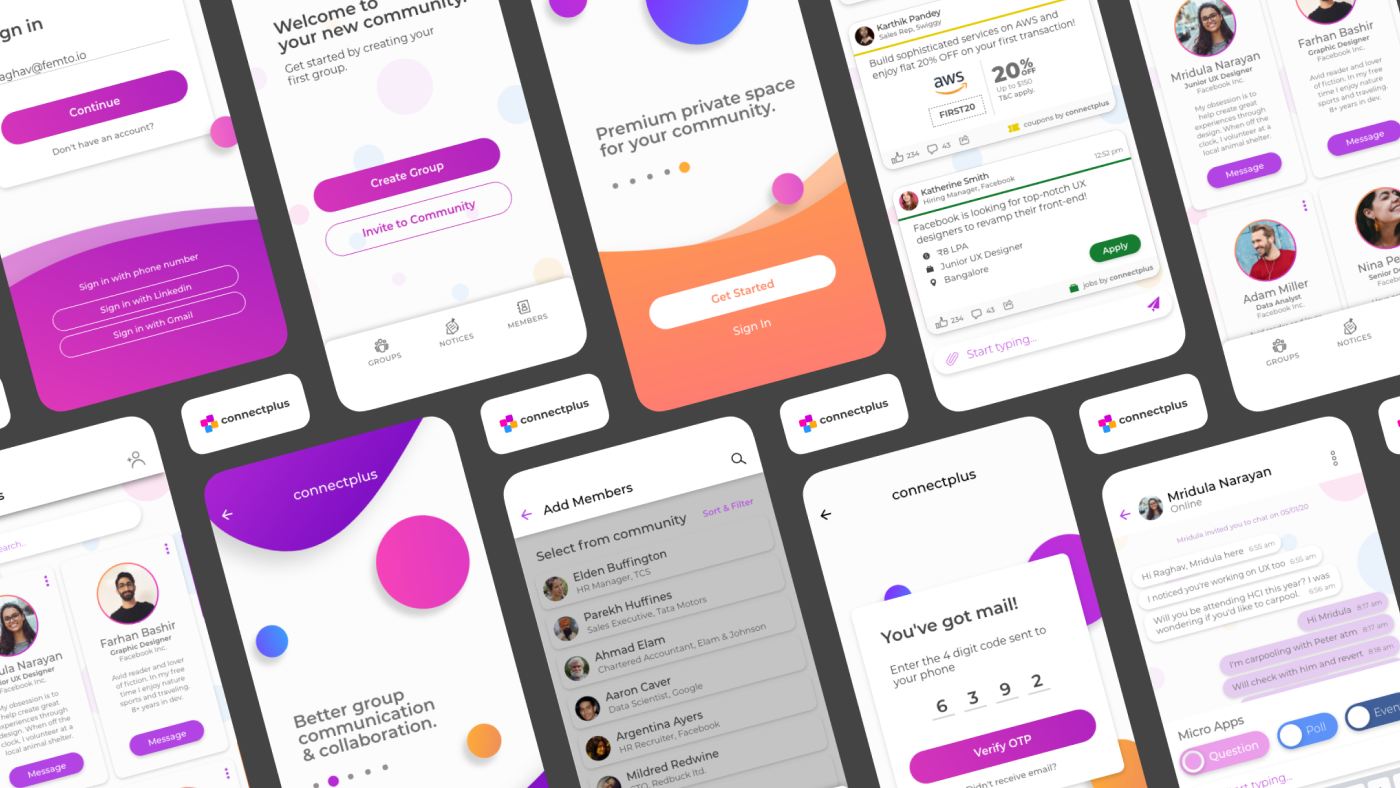 gn in
aghav@femto.io
Continue
Don't have an account?
Sign in with phone number
Sign in with Linkedin
Sign in with Gmail
Welcome to
your new community.
Get started by creating your
first group.
Create Group
Invite to Community
GROUPS
NOTICES
MEMBERS
Premium private space
for your community.
Get Started
Sign In
Karthik Pandey
Sales Rep, Swiggy
Build sophisticated services on AWS and
enjoy flat 20% OFF on your first transaction!
aws
FIRST20
20% OFF
Up to $150
T&C apply.
coupons by connectplus
234
43
12:52 pm
Katherine Smith
Hiring Manager, Facebook
Facebook is looking for top-notch UX
designers to revamp their front-end!
₹8 LPA
Junior UX Designer
Bangalore
Apply
jobs by connectplus
234
43
Start typing...
Mridula Narayan
Junior UX Designer
Facebook Inc.
My obsession is to
help create great
experiences through
design. When off the
clock, I volunteer at a
local animal shelter.
Message
Farhan Bashir
Graphic Designer
Facebook Inc.
Avid reader and lover
of fiction. In my free
time I enjoy nature
sports and traveling.
8+ years in dev.
Message
Adam Miller
Data Analyst
Facebook Inc.
Nina Pe
Senior D
GROUPS
NOTICES
connectplus
connectplus
connectplus
connectplus
s
earch..
dula Narayan
ior UX Designer
Facebook Inc.
My obsession is to
help create great
experiences through
design. When off the
clock, I volunteer at a
local animal shelter.
Message
Farhan Bashir
Graphic Designer
Facebook Inc.
Avid reader and lover
of fiction. In my free
time I enjoy nature
sports and traveling.
8+ years in dev.
Message
connectplus
Better group
communication
& collaboration.
Add Members
Select from community
Sort & Filter
Elden Buffington
HR Manager, TCS
Parekh Huffines
Sales Executive, Tata Motors
Ahmad Elam
Chartered Accountant, Elam & Johnson
Aaron Caver
Data Scientist, Google
Argentina Ayers
HR Recruiter, Facebook
Mildred Redwine
CTO, Redbuck ltd.
connectplus
You've got mail!
Enter the 4 digit code sent to
your phone
6 3 9 2
Verify OTP
Didn't receive email?
Mridula Narayan
Online
Mridula invited you to chat on 05/01/20
Hi Raghav, Mridula here 6:55 am
I noticed you're working on UX too 6:55 am
Will you be attending HCI this year? I was
wondering if you'd like to carpool. 6:56 am
Hi Mridula 8:17 am
I'm carpooling with Peter atm 8:17 am
Will check with him and revert 8:18 am
Micro Apps
Question
Poll
Even
tart typing...